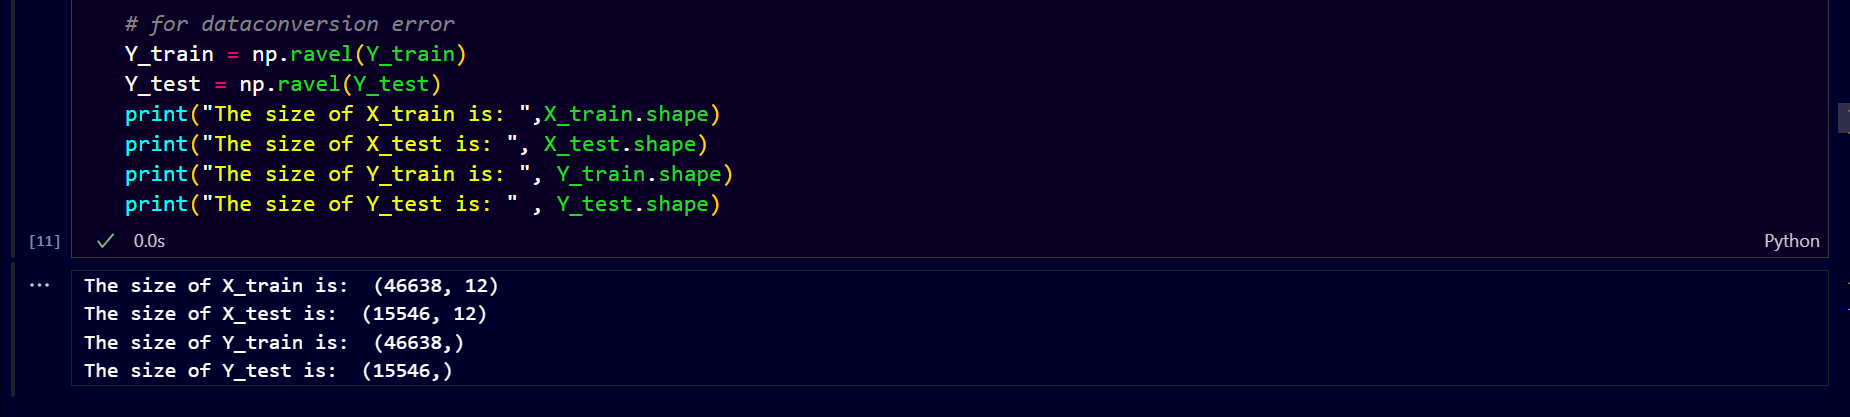 # for dataconversion error
Y_train = np.ravel(Y_train)
Y_test = np.ravel(Y_test)
print("The size of X_train is: ",X_train.shape)
print("The size of X_test is: ", X_test.shape)
print("The size of Y_train is: ", Y_train.shape)
print("The size of Y_test is: " , Y_test.shape)
[11] ✓ 0.0s Python
... The size of X_train is:  (46638, 12)
The size of X_test is:  (15546, 12)
The size of Y_train is:  (46638,)
The size of Y_test is:  (15546,)